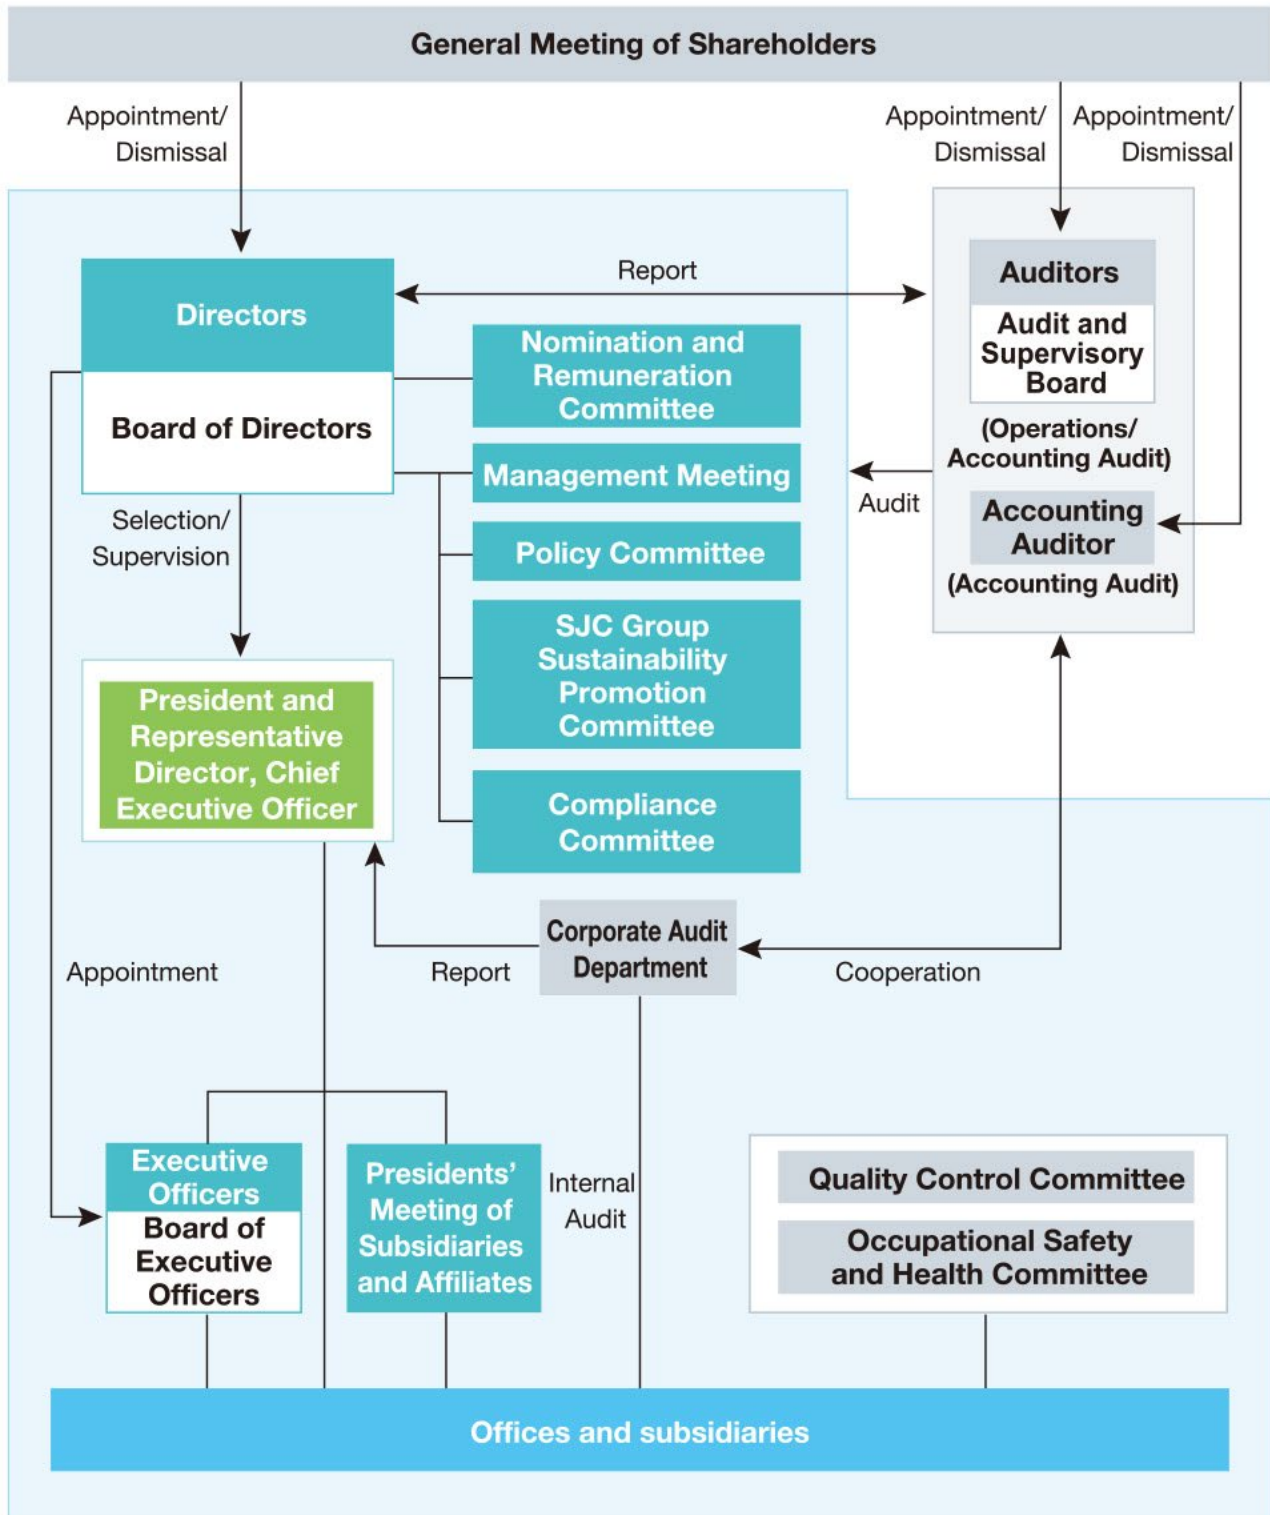 General Meeting of Shareholders
Appointment/
Dismissal
Appointment/
Dismissal
Appointment/
Dismissal
Directors
Board of Directors
Report
Auditors
Audit and
Supervisory
Board
(Operations/
Accounting Audit)
Accounting
Auditor
(Accounting Audit)
Audit
Nomination and
Remuneration
Committee
Management Meeting
Policy Committee
SJC Group
Sustainability
Promotion
Committee
Compliance
Committee
Selection/
Supervision
President and
Representative
Director, Chief
Executive Officer
Corporate Audit
Department
Appointment
Report
Cooperation
Executive
Officers
Board of
Executive
Officers
Presidents’
Meeting of
Subsidiaries
and Affiliates
Internal
Audit
Quality Control Committee
Occupational Safety
and Health Committee
Offices and subsidiaries